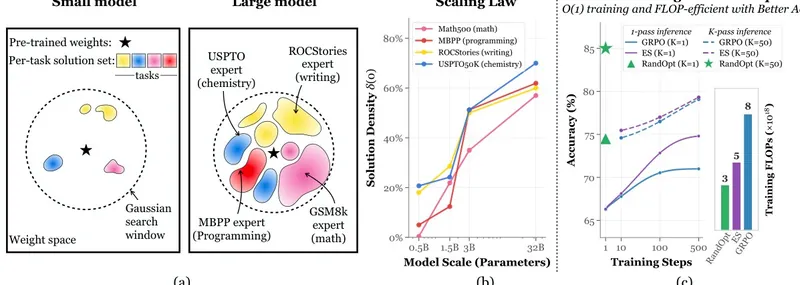 Small model
Large model
Scaling Law
O(1) training and FLOP-efficient with Better
Pre-trained weights:
Per-task solution set:
tasks
Gaussian
search
window
Weight space
USPTO
expert
(chemistry)
ROCStories
expert
(writing)
MBPP expert
(Programming)
GSM8k
expert
(math)
(a)
Math500 (math)
MBPP (programming)
ROCStories (writing)
USPTO50K (chemistry)
Solution Density δ(0)
80%
60%
40%
20%
0%
0.5B 1.5B 3B 32B
Model Scale (Parameters)
(b)
1-pass inference
GRPO (K=1)
ES (K=1)
RandOpt (K=1)
K-pass inference
GRPO (K=50)
ES (K=50)
RandOpt (K=50)
Accuracy (%)
85
80
75
70
65
1 10 100 500
Training Steps
3
5
8
RandOpt
ES
GRPO
Training FLOPs (×10¹⁸)
(c)